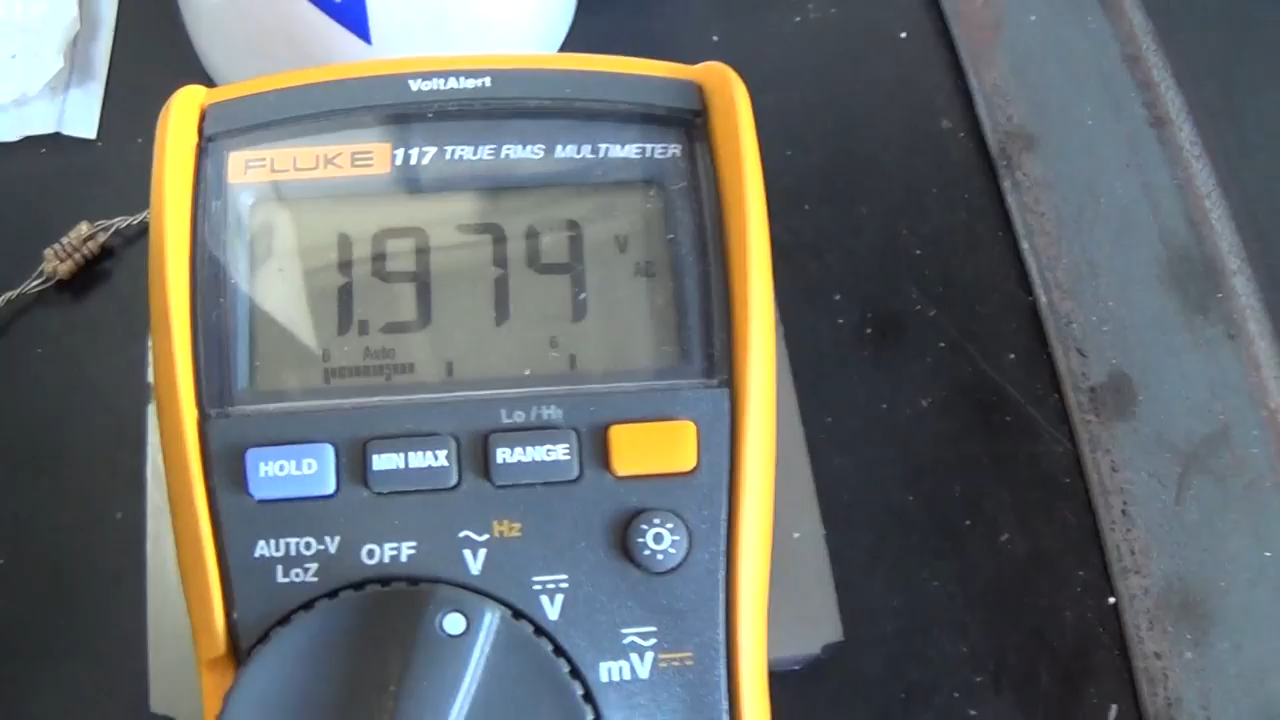 VoltAlert
FLUKE 117 TRUE RMS MULTIMETER
1.974 V
AC
0 Auto 6
Lo/Hi
HOLD MIN MAX RANGE
AUTO-V
LoZ
OFF
V Hz
V
mV